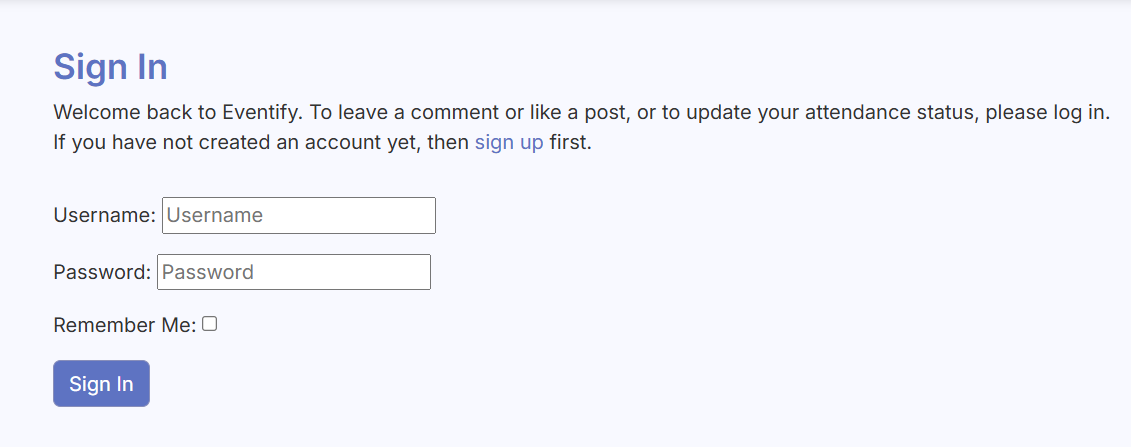 Sign In
Welcome back to Eventify. To leave a comment or like a post, or to update your attendance status, please log in.
If you have not created an account yet, then sign up first.
Username: Username
Password: Password
Remember Me:
Sign In